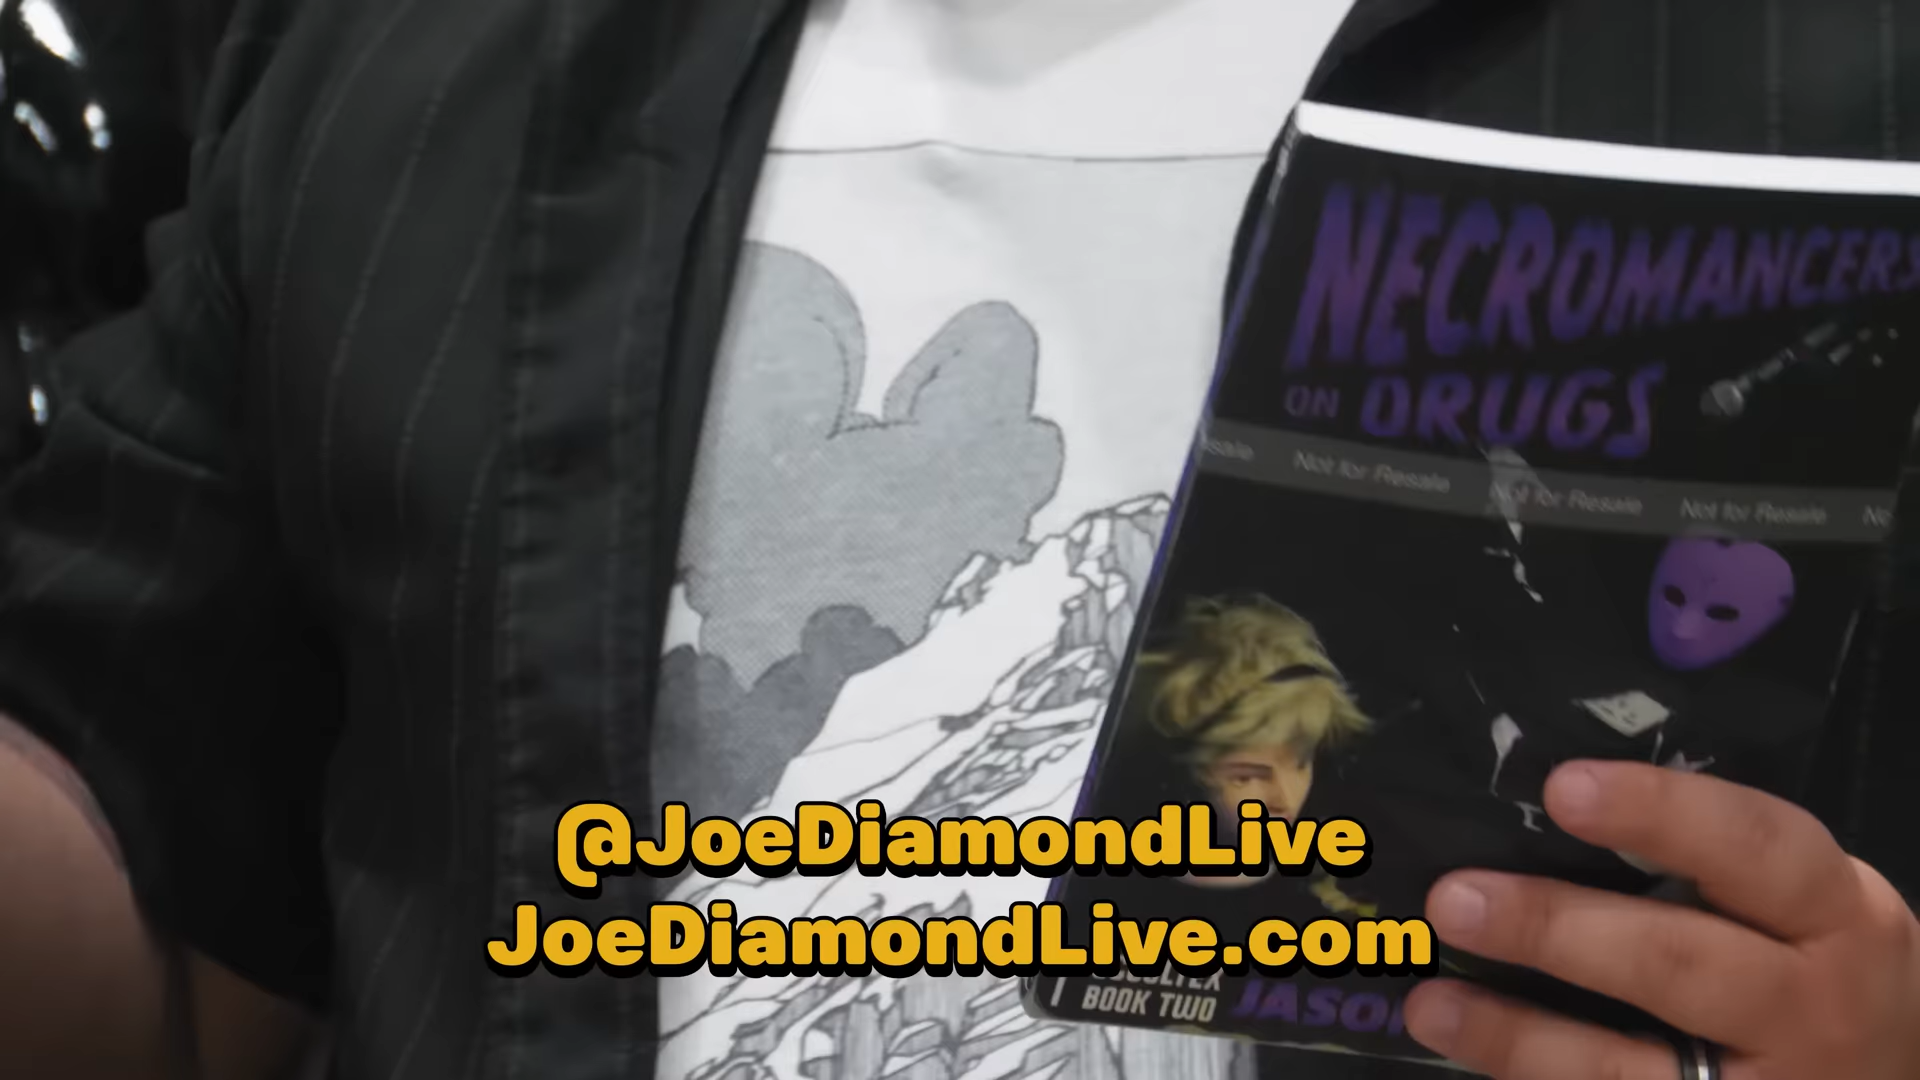 NECROMANCERS
ON DRUGS
Not for Resale Not for Resale Not for Resale
@JoeDiamondLive
JoeDiamondLive.com
BOOK TWO